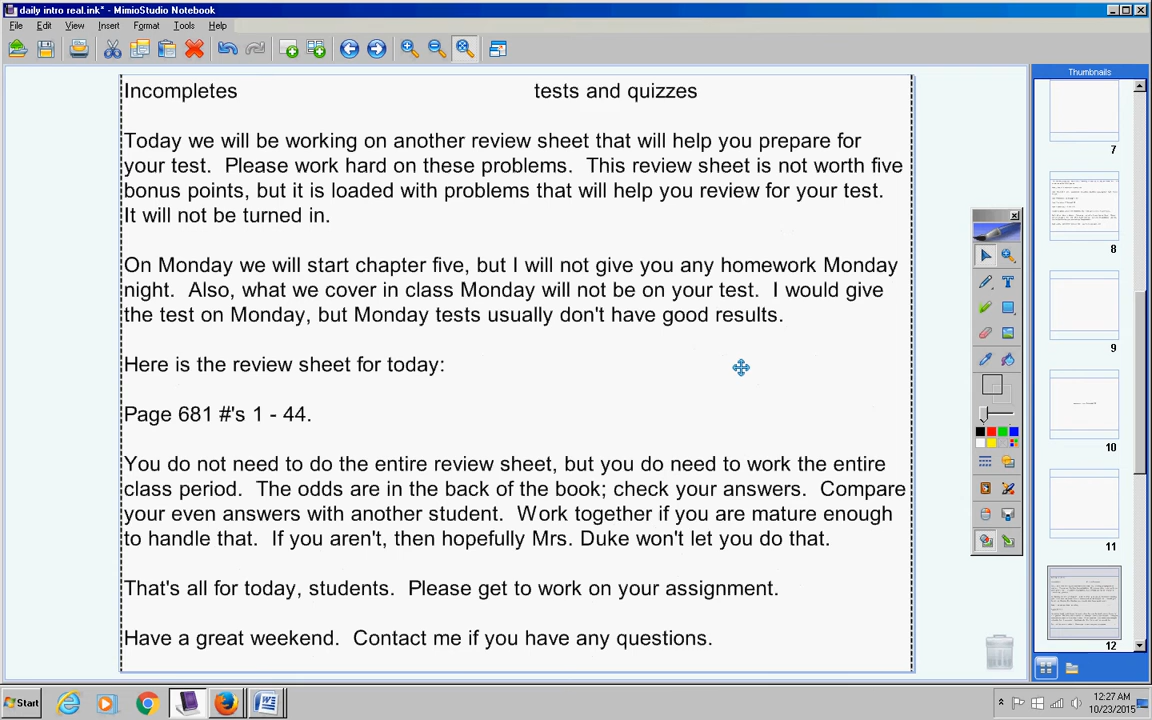 daily intro real.ink* - MimioStudio Notebook
File Edit View Insert Format Tools Help
Incompletes tests and quizzes
Today we will be working on another review sheet that will help you prepare for
your test.  Please work hard on these problems.  This review sheet is not worth five
bonus points, but it is loaded with problems that will help you review for your test.
It will not be turned in.
On Monday we will start chapter five, but I will not give you any homework Monday
night.  Also, what we cover in class Monday will not be on your test.  I would give
the test on Monday, but Monday tests usually don't have good results.
Here is the review sheet for today:
Page 681 #'s 1 - 44.
You do not need to do the entire review sheet, but you do need to work the entire
class period.  The odds are in the back of the book; check your answers.  Compare
your even answers with another student.  Work together if you are mature enough
to handle that.  If you aren't, then hopefully Mrs. Duke won't let you do that.
That's all for today, students.  Please get to work on your assignment.
Have a great weekend.  Contact me if you have any questions.
Thumbnails
7
8
9
10
11
12
Start
12:27 AM
10/23/2015